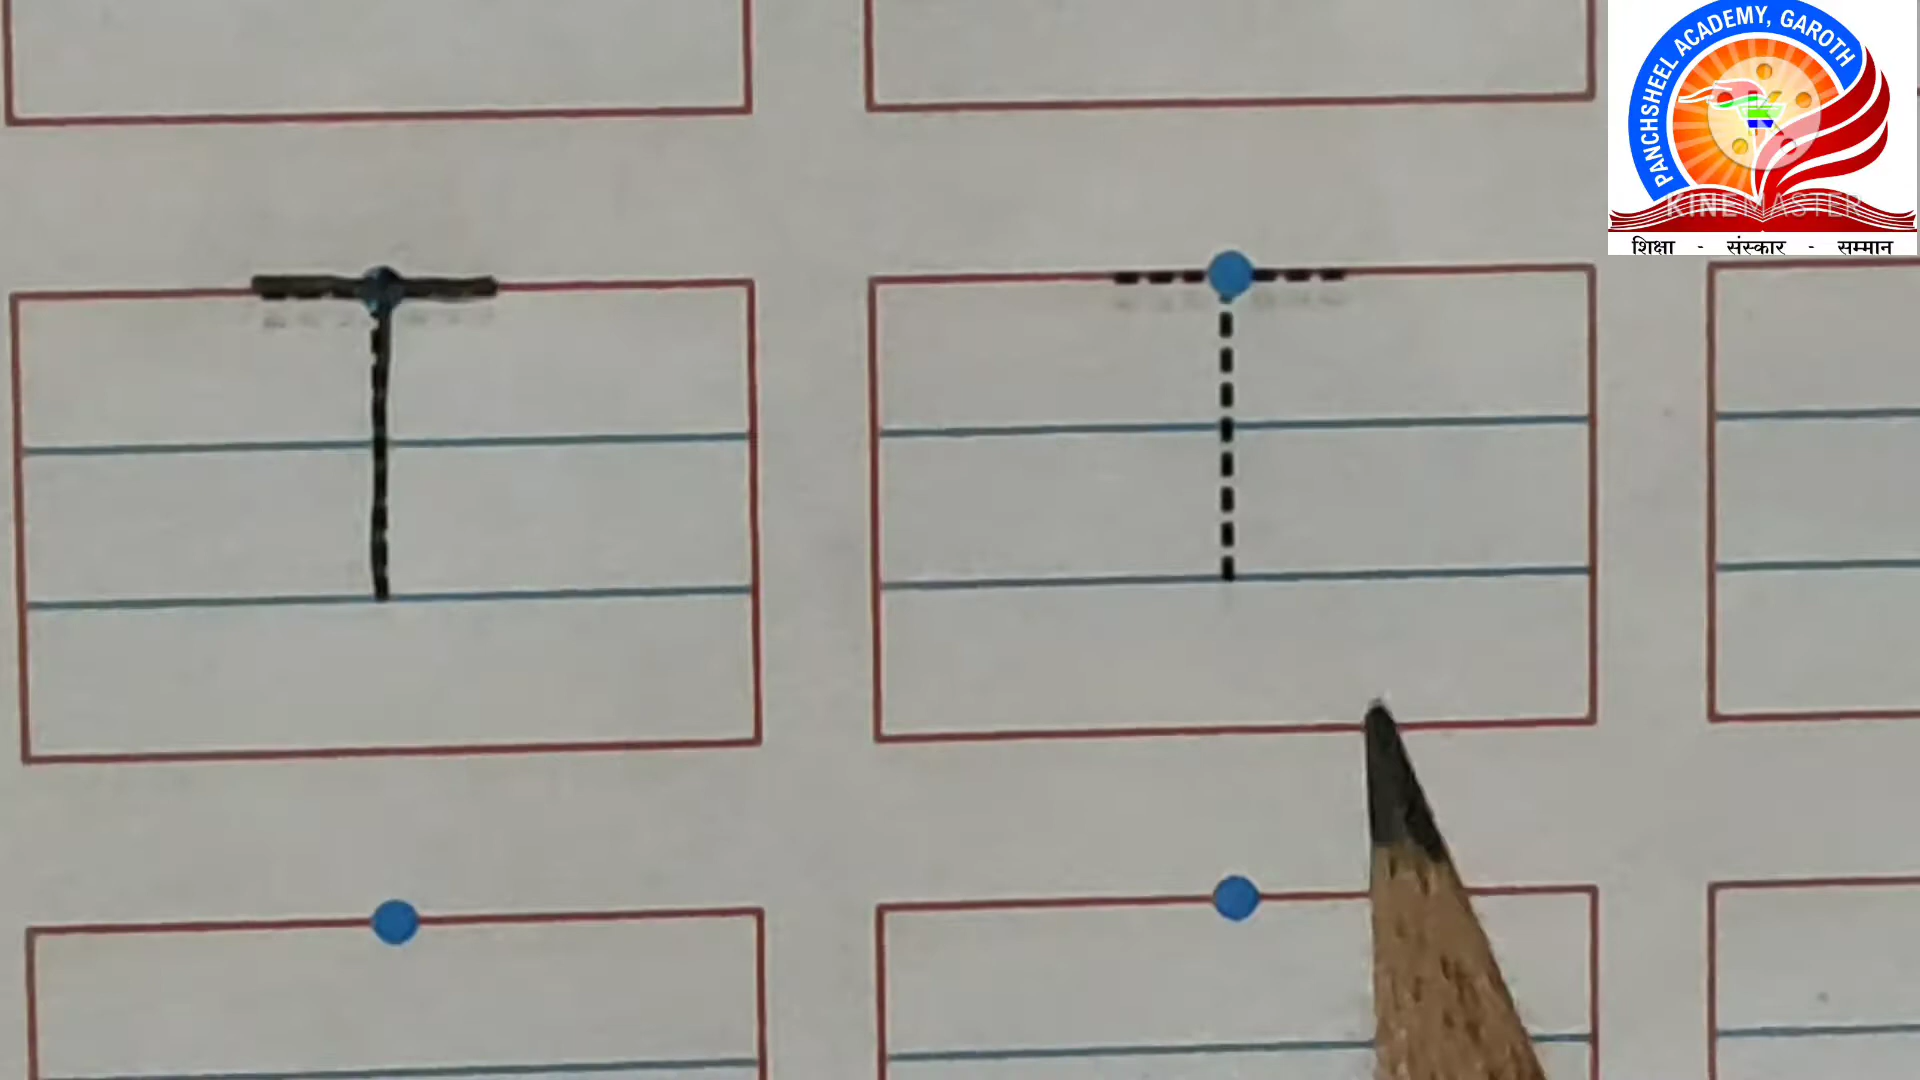 PANCHSHEEL ACADEMY, GAROTH
KINEMASTER
शिक्षा - संस्कार - सम्मान
T T